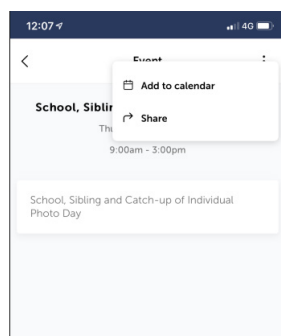 12:07
4G
Event
Add to calendar
School, Sibli
Share
Thu
9:00am - 3:00pm
School, Sibling and Catch-up of Individual
Photo Day